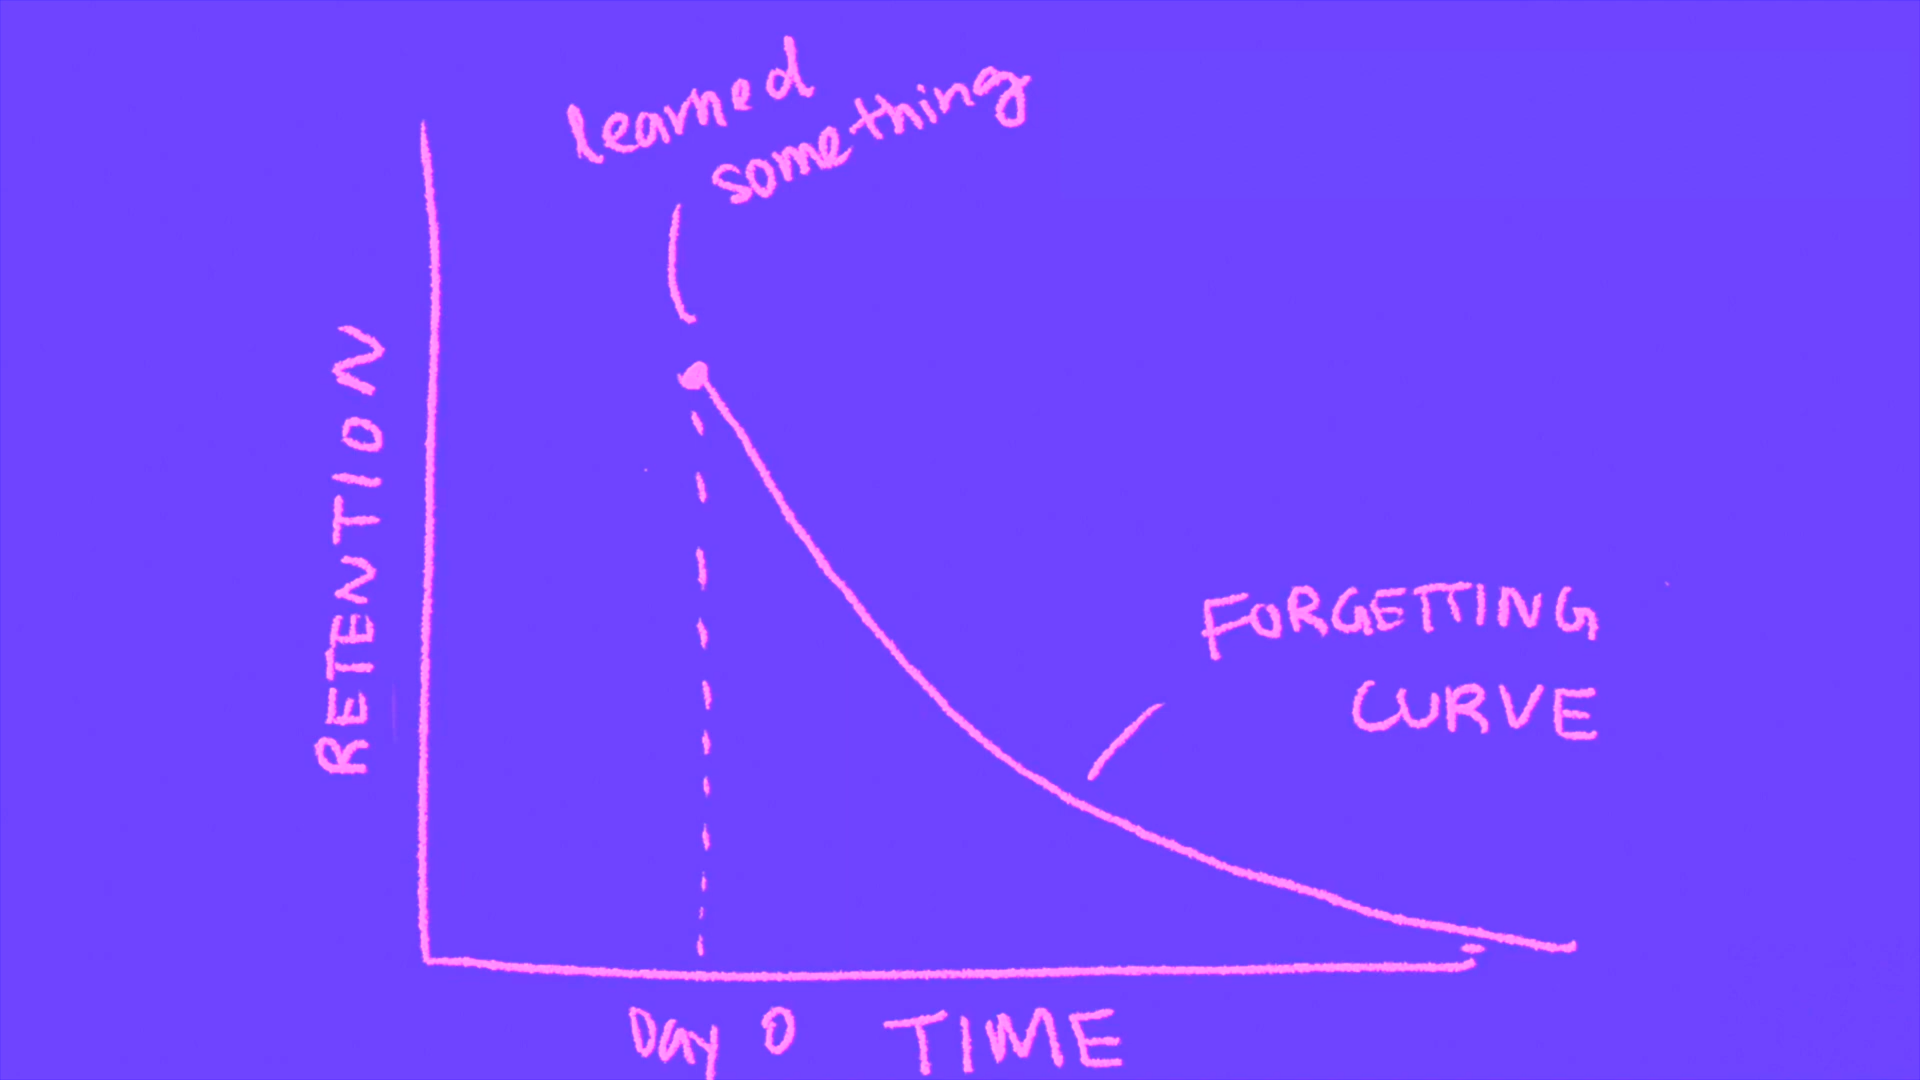 learned
something
RETENTION
FORGETTING
CURVE
Day 0
TIME